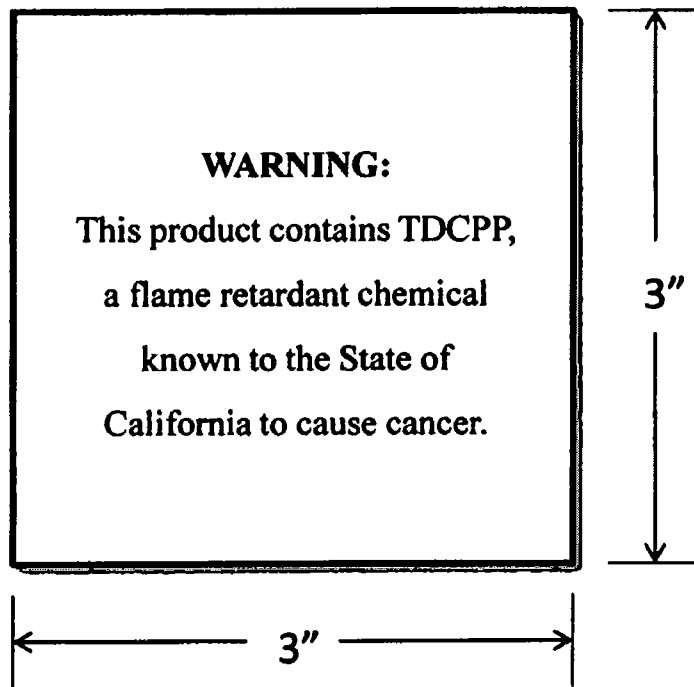 WARNING:
This product contains TDCPP,
a flame retardant chemical
known to the State of
California to cause cancer.
3"
3"